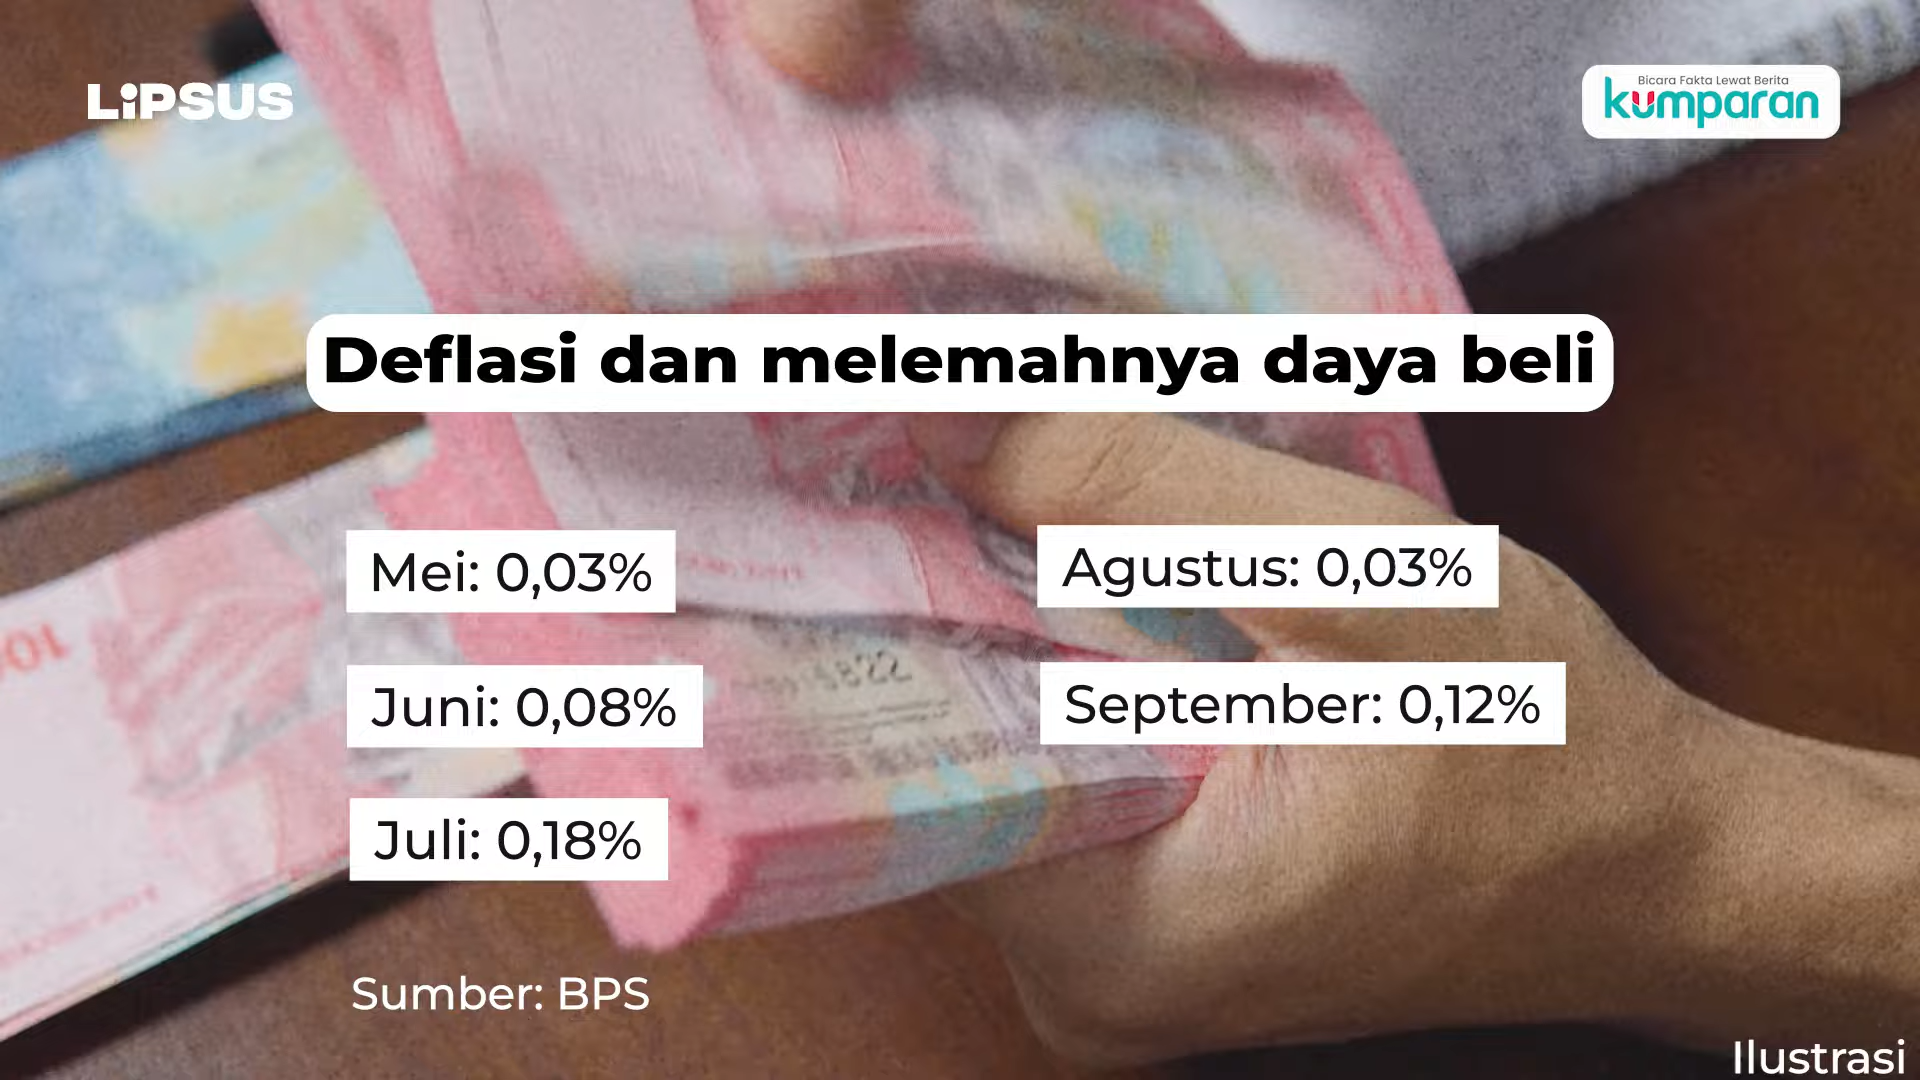 LiPSUS
Bicara Fakta Lewat Berita
kumparan
Deflasi dan melemahnya daya beli
Mei: 0,03%
Juni: 0,08%
Juli: 0,18%
Agustus: 0,03%
September: 0,12%
Sumber: BPS
Ilustrasi